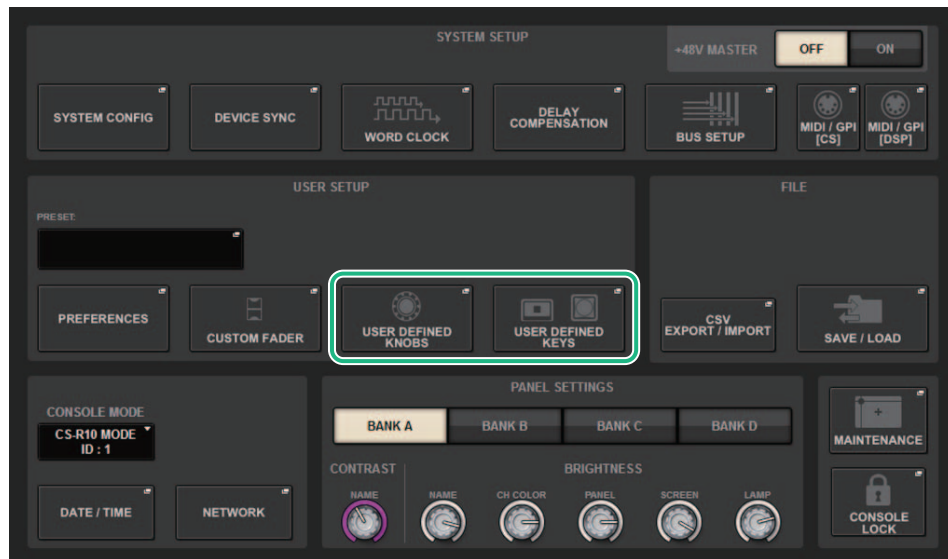 SYSTEM SETUP
+48V MASTER
OFF
ON
SYSTEM CONFIG
DEVICE SYNC
WORD CLOCK
DELAY
COMPENSATION
BUS SETUP
MIDI / GPI
[CS]
MIDI / GPI
[DSP]
USER SETUP
PRESET:
PREFERENCES
CUSTOM FADER
USER DEFINED
KNOBS
USER DEFINED
KEYS
FILE
CSV
EXPORT / IMPORT
SAVE / LOAD
CONSOLE MODE
CS-R10 MODE
ID : 1
DATE / TIME
NETWORK
PANEL SETTINGS
BANK A
BANK B
BANK C
BANK D
CONTRAST
BRIGHTNESS
NAME
NAME
CH COLOR
PANEL
SCREEN
LAMP
MAINTENANCE
CONSOLE
LOCK